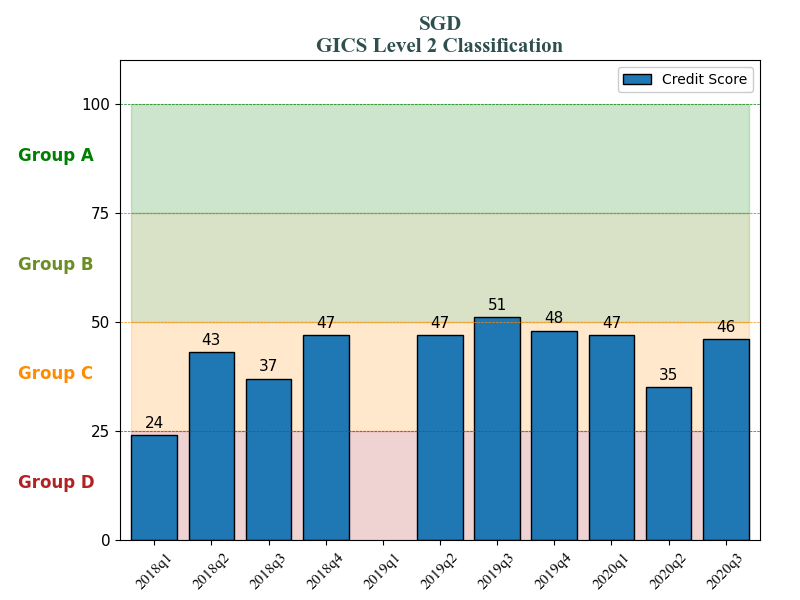 SGD
GICS Level 2 Classification
Credit Score
100
Group A
75
Group B
50
Group C
25
Group D
0
24
43
37
47
47
51
48
47
35
46
2018q1
2018q2
2018q3
2018q4
2019q1
2019q2
2019q3
2019q4
2020q1
2020q2
2020q3